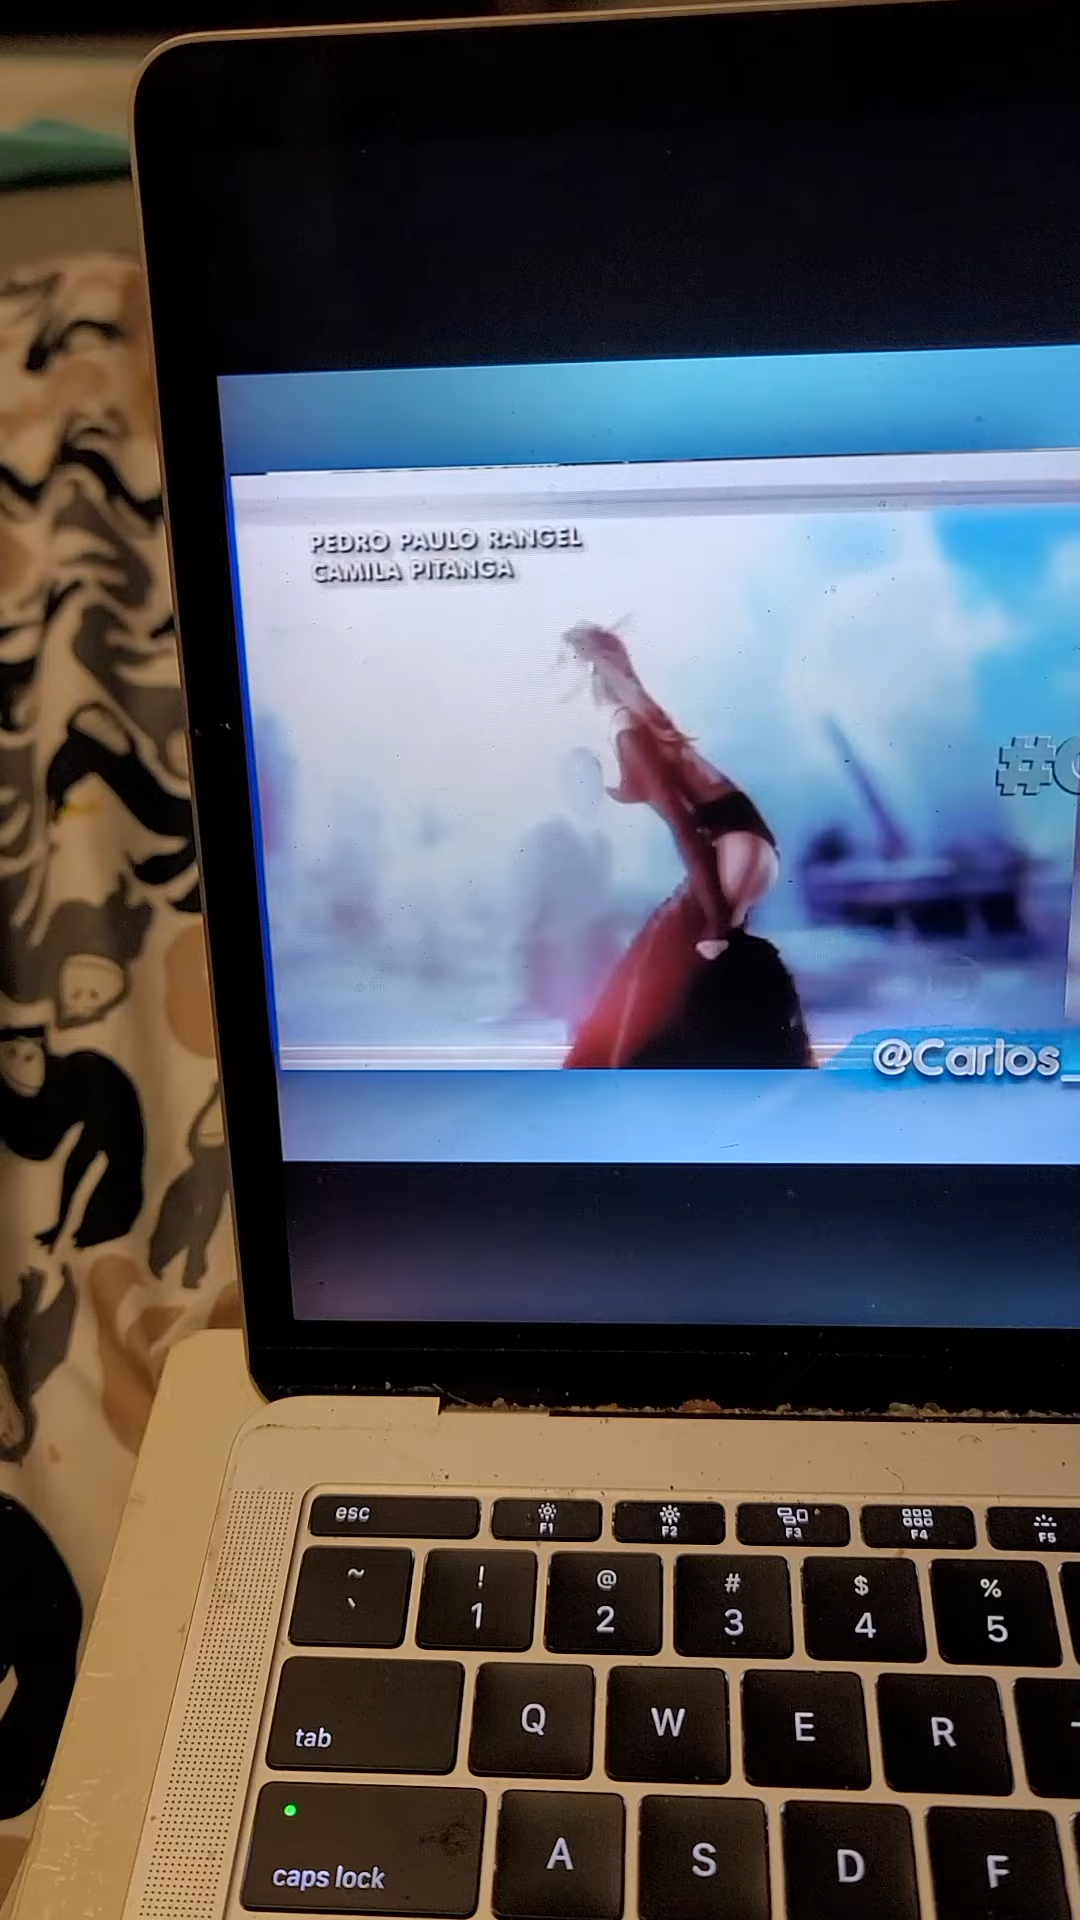 PEDRO PAULO RANGEL
CAMILA PITANGA
#
@Carlos_
esc
F1
F2
F3
F4
F5
~
`
!
1
@
2
#
3
$
4
%
5
tab
Q
W
E
R
caps lock
A
S
D
F